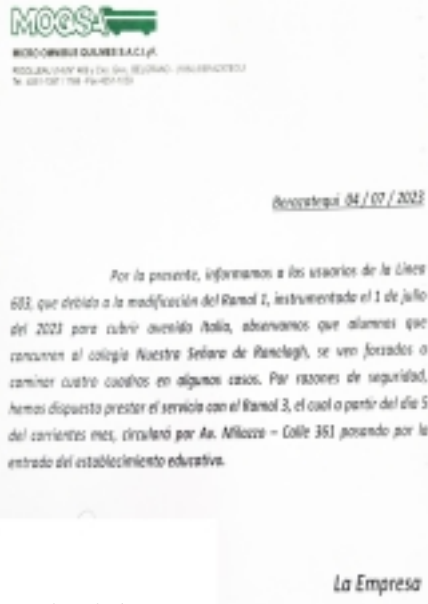 MOQSA
MICRO OMNIBUS QUILMES S.A.C.I. y F.
Berazategui 04 / 07 / 2023
Por la presente, informamos a los usuarios de la Línea
603, que debido a la modificación del Ramal 1, instrumentada el 1 de julio
del 2023 para cubrir avenida Italia, observamos que alumnos que
concurren al colegio Nuestra Señora de Ranelagh, se ven forzados a
caminar cuatro cuadras en algunos casos. Por razones de seguridad,
hemos dispuesto prestar el servicio con el Ramal 3, el cual a partir del día 5
del corrientes mes, circulará por Av. Milazzo – Calle 361 pasando por la
entrada del establecimiento educativo.
La Empresa